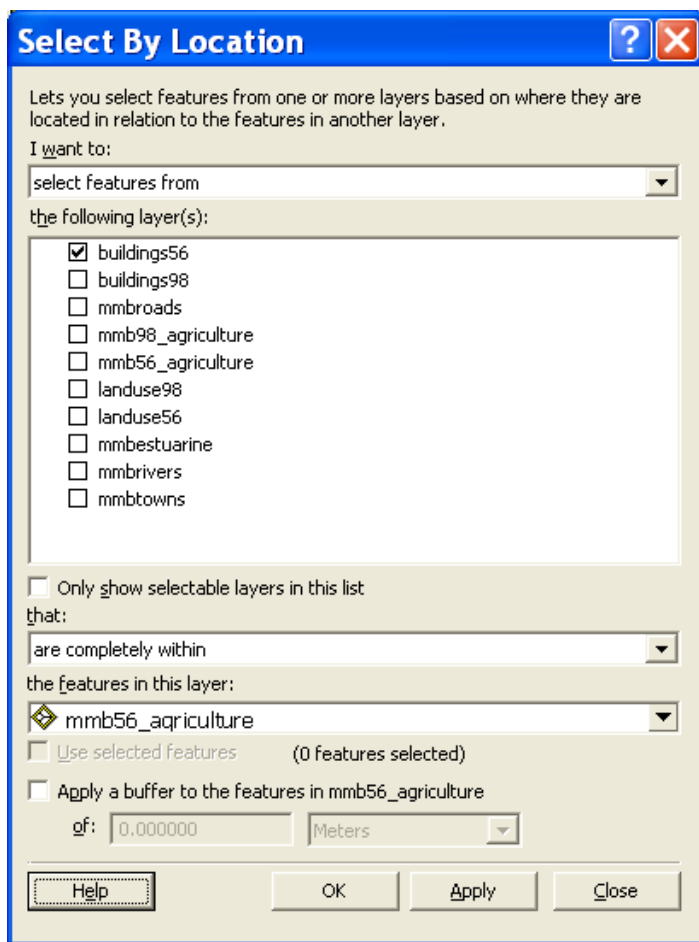 Select By Location
?
Lets you select features from one or more layers based on where they are
located in relation to the features in another layer.
I want to:
select features from
the following layer(s):
buildings56
buildings98
mmbroads
mmb98_agriculture
mmb56_agriculture
landuse98
landuse56
mmbestuarine
mmbrivers
mmbtowns
Only show selectable layers in this list
that:
are completely within
the features in this layer:
mmb56_agriculture
Use selected features (0 features selected)
Apply a buffer to the features in mmb56_agriculture
of: 0.000000 Meters
Help OK Apply Close